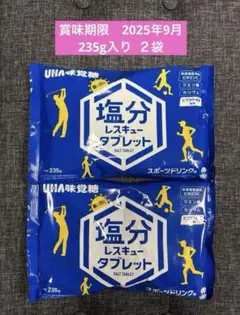 賞味期限 2025年9月
235g入り 2袋
UHA味覚糖
塩分
レスキュー
タブレット
SALT TABLET
235g
スポーツドリンク味
UHA味覚糖
塩分
レスキュー
タブレット
SALT TABLET
235g
スポーツドリンク味